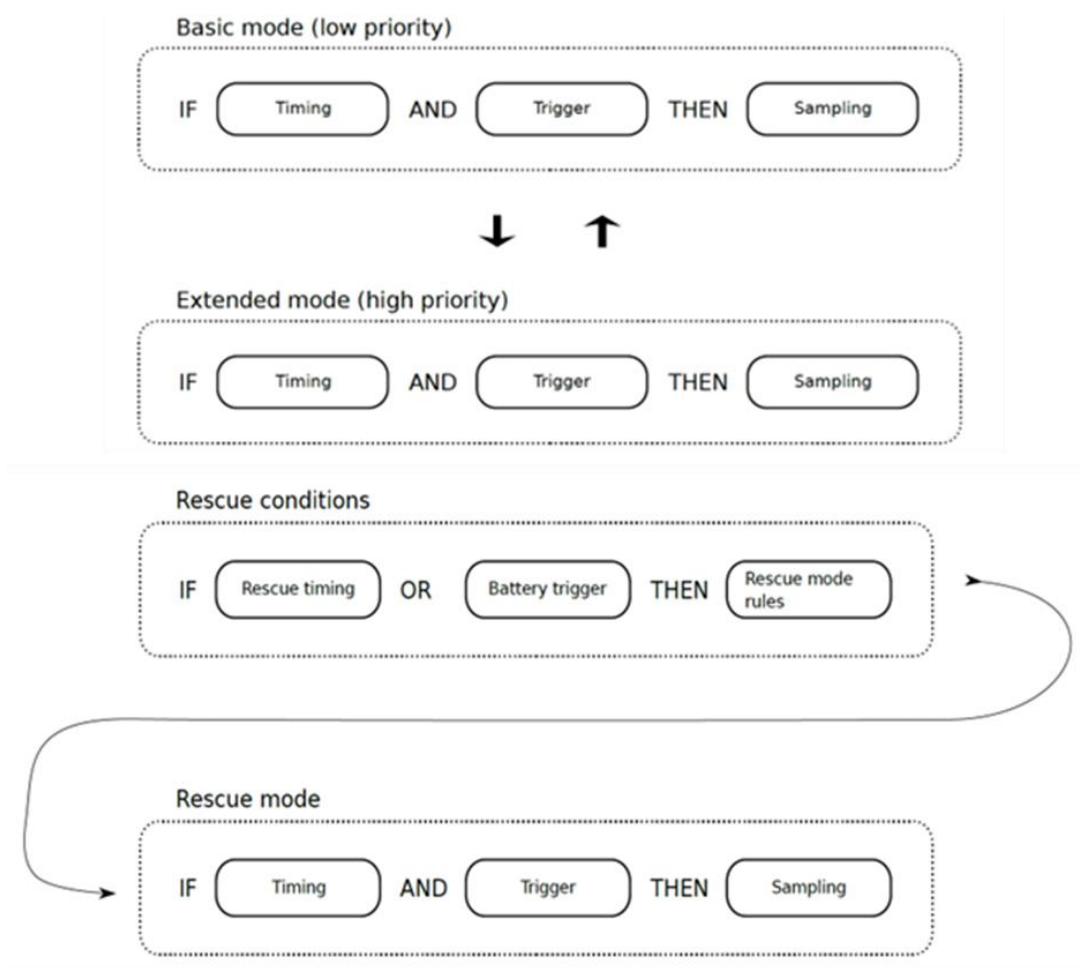 Basic mode (low priority)
IF Timing AND Trigger THEN Sampling
Extended mode (high priority)
IF Timing AND Trigger THEN Sampling
Rescue conditions
IF Rescue timing OR Battery trigger THEN Rescue mode
rules
Rescue mode
IF Timing AND Trigger THEN Sampling